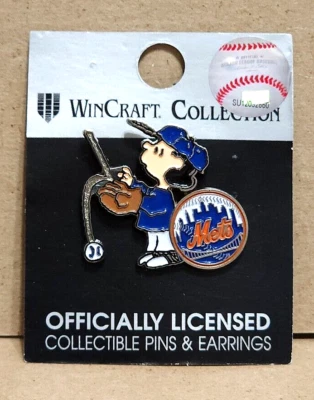 WINCRAFT. COLLECTION
Mets
OFFICIALLY LICENSED
COLLECTIBLE PINS & EARRINGS